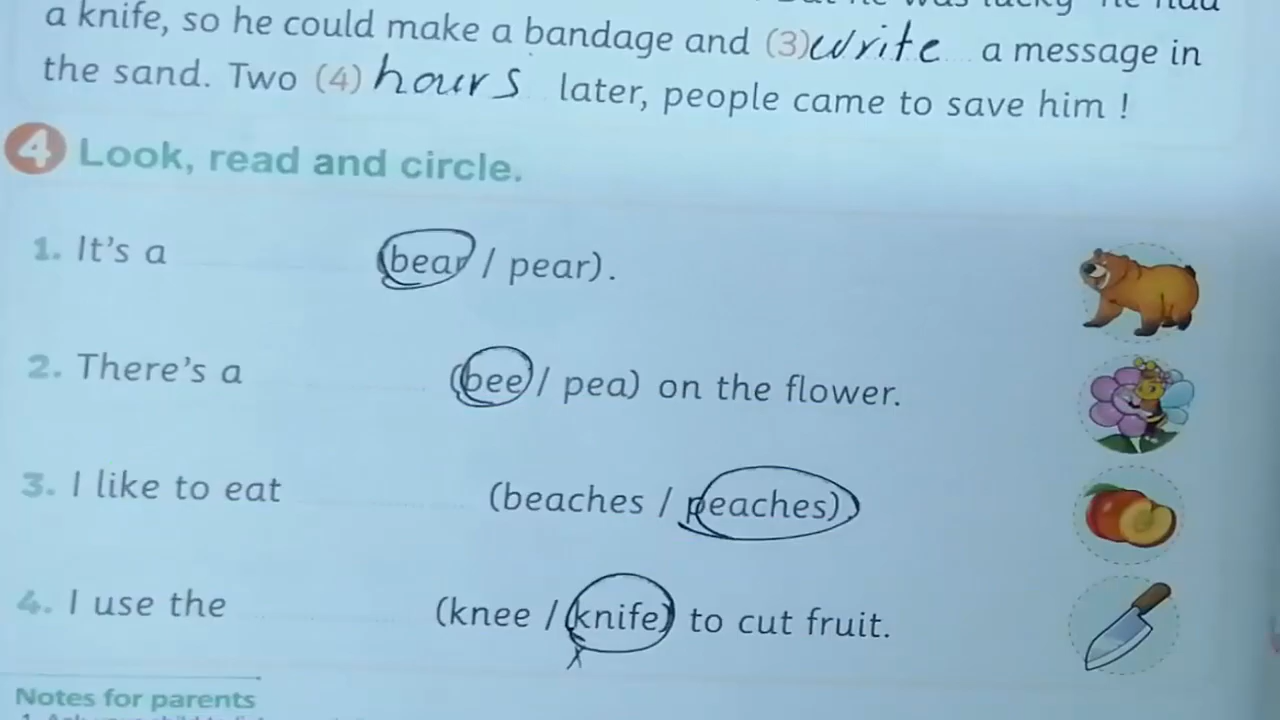 a knife, so he could make a bandage and (3) write a message in
the sand. Two (4) hours later, people came to save him !
4 Look, read and circle.
1. It's a (bear / pear).
2. There's a (bee / pea) on the flower.
3. I like to eat (beaches / peaches).
4. I use the (knee / knife) to cut fruit.
Notes for parents